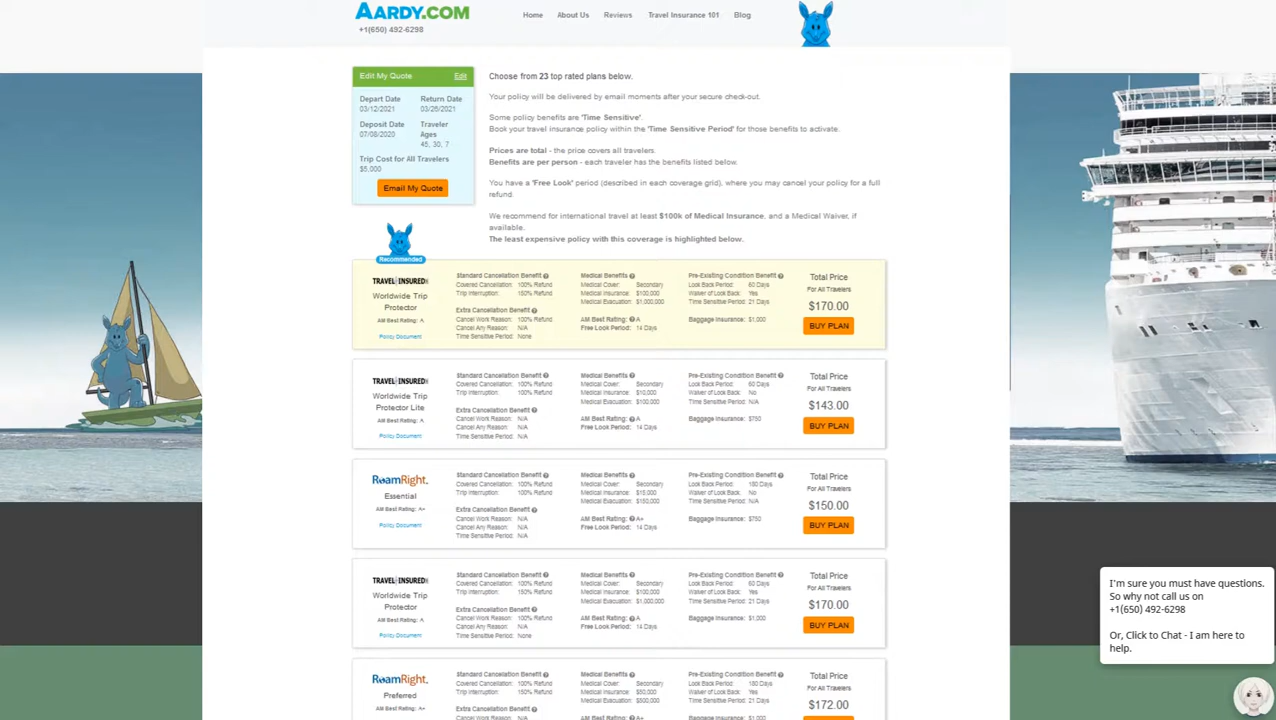 AARDY.COM
+1(650) 492-6298
Home About Us Reviews Travel Insurance 101 Blog
Edit My Quote Edit
Depart Date Return Date
03/12/2021 03/26/2021
Deposit Date Traveler Ages
07/08/2020 45, 30, 7
Trip Cost for All Travelers
$5,000
Email My Quote
Choose from 23 top rated plans below.
Your policy will be delivered by email moments after your secure check-out.
Some policy benefits are 'Time Sensitive'.
Book your travel insurance policy within the 'Time Sensitive Period' for those benefits to activate.
Prices are total - the price covers all travelers.
Benefits are per person - each traveler has the benefits listed below.
You have a 'Free Look' period (described in each coverage grid), where you may cancel your policy for a full
refund.
We recommend for international travel at least $100k of Medical Insurance, and a Medical Waiver, if
available.
The least expensive policy with this coverage is highlighted below.
Recommended
TRAVEL INSURED
Worldwide Trip
Protector
AM Best Rating: A
Policy Document
Standard Cancellation Benefit
Covered Cancellation: 100% Refund
Trip Interruption: 150% Refund
Extra Cancellation Benefit
Cancel Work Reason: 100% Refund
Cancel Any Reason: N/A
Time Sensitive Period: None
Medical Benefits
Medical Cover: Secondary
Medical Insurance: $100,000
Medical Evacuation: $1,000,000
AM Best Rating: A
Free Look Period: 14 Days
Pre-Existing Condition Benefit
Look Back Period: 60 Days
Waiver of Look Back: Yes
Time Sensitive Period: 21 Days
Baggage Insurance: $1,000
Total Price
For All Travelers
$170.00
BUY PLAN
TRAVEL INSURED
Worldwide Trip
Protector Lite
AM Best Rating: A
Policy Document
Standard Cancellation Benefit
Covered Cancellation: 100% Refund
Trip Interruption: 100% Refund
Extra Cancellation Benefit
Cancel Work Reason: N/A
Cancel Any Reason: N/A
Time Sensitive Period: N/A
Medical Benefits
Medical Cover: Secondary
Medical Insurance: $10,000
Medical Evacuation: $100,000
AM Best Rating: A
Free Look Period: 14 Days
Pre-Existing Condition Benefit
Look Back Period: 60 Days
Waiver of Look Back: No
Time Sensitive Period: N/A
Baggage Insurance: $750
Total Price
For All Travelers
$143.00
BUY PLAN
RoamRight.
Essential
AM Best Rating: A+
Policy Document
Standard Cancellation Benefit
Covered Cancellation: 100% Refund
Trip Interruption: 100% Refund
Extra Cancellation Benefit
Cancel Work Reason: N/A
Cancel Any Reason: N/A
Time Sensitive Period: N/A
Medical Benefits
Medical Cover: Secondary
Medical Insurance: $15,000
Medical Evacuation: $150,000
AM Best Rating: A+
Free Look Period: 14 Days
Pre-Existing Condition Benefit
Look Back Period: 180 Days
Waiver of Look Back: No
Time Sensitive Period: N/A
Baggage Insurance: $750
Total Price
For All Travelers
$150.00
BUY PLAN
TRAVEL INSURED
Worldwide Trip
Protector
AM Best Rating: A
Policy Document
Standard Cancellation Benefit
Covered Cancellation: 100% Refund
Trip Interruption: 150% Refund
Extra Cancellation Benefit
Cancel Work Reason: 100% Refund
Cancel Any Reason: N/A
Time Sensitive Period: None
Medical Benefits
Medical Cover: Secondary
Medical Insurance: $100,000
Medical Evacuation: $1,000,000
AM Best Rating: A
Free Look Period: 14 Days
Pre-Existing Condition Benefit
Look Back Period: 60 Days
Waiver of Look Back: Yes
Time Sensitive Period: 21 Days
Baggage Insurance: $1,000
Total Price
For All Travelers
$170.00
BUY PLAN
RoamRight.
Preferred
AM Best Rating: A+
Standard Cancellation Benefit
Covered Cancellation: 100% Refund
Trip Interruption: 150% Refund
Extra Cancellation Benefit
Cancel Work Reason: N/A
Medical Benefits
Medical Cover: Secondary
Medical Insurance: $50,000
Medical Evacuation: $500,000
AM Best Rating: A+
Pre-Existing Condition Benefit
Look Back Period: 180 Days
Waiver of Look Back: Yes
Time Sensitive Period: 21 Days
Baggage Insurance: $1,000
Total Price
For All Travelers
$172.00
I'm sure you must have questions.
So why not call us on
+1(650) 492-6298
Or, Click to Chat - I am here to
help.